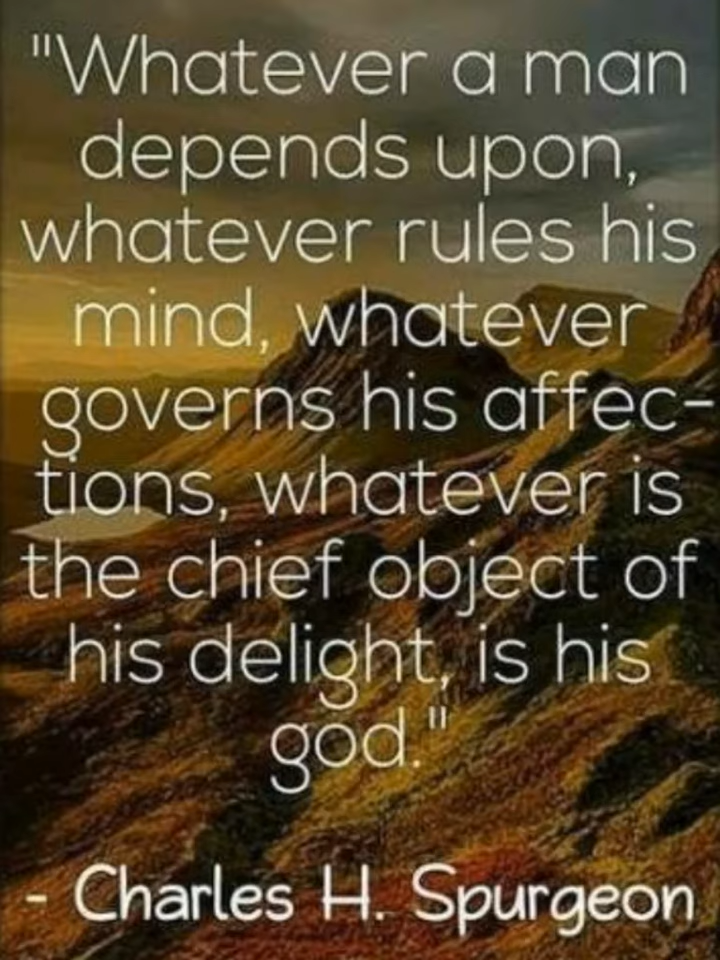 "Whatever a man
depends upon,
whatever rules his
mind, whatever
governs his affec-
tions, whatever is
the chief object of
his delight, is his
god."
- Charles H. Spurgeon